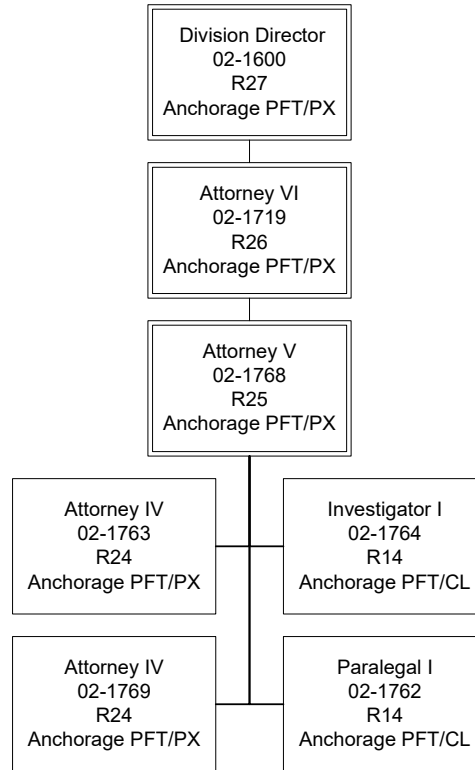 Division Director
02-1600
R27
Anchorage PFT/PX
Attorney VI
02-1719
R26
Anchorage PFT/PX
Attorney V
02-1768
R25
Anchorage PFT/PX
Attorney IV
02-1763
R24
Anchorage PFT/PX
Investigator I
02-1764
R14
Anchorage PFT/CL
Attorney IV
02-1769
R24
Anchorage PFT/PX
Paralegal I
02-1762
R14
Anchorage PFT/CL